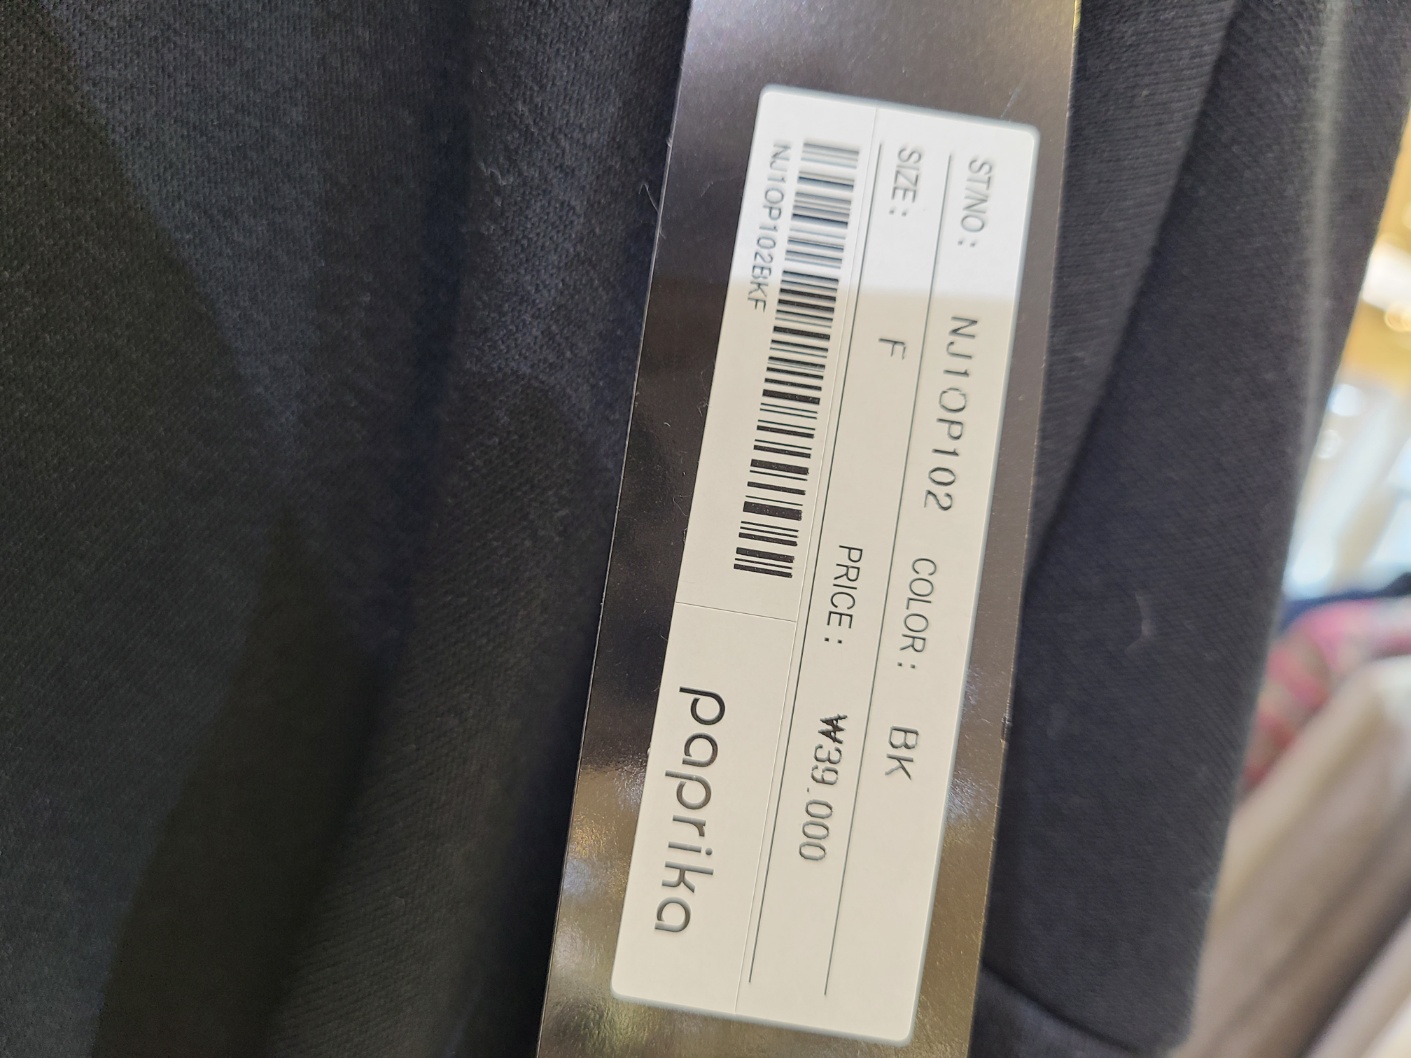 ST/NO: NJ1OP102 COLOR: BK
SIZE: F PRICE: ₩39.000
NJ1OP102BKF
paprika